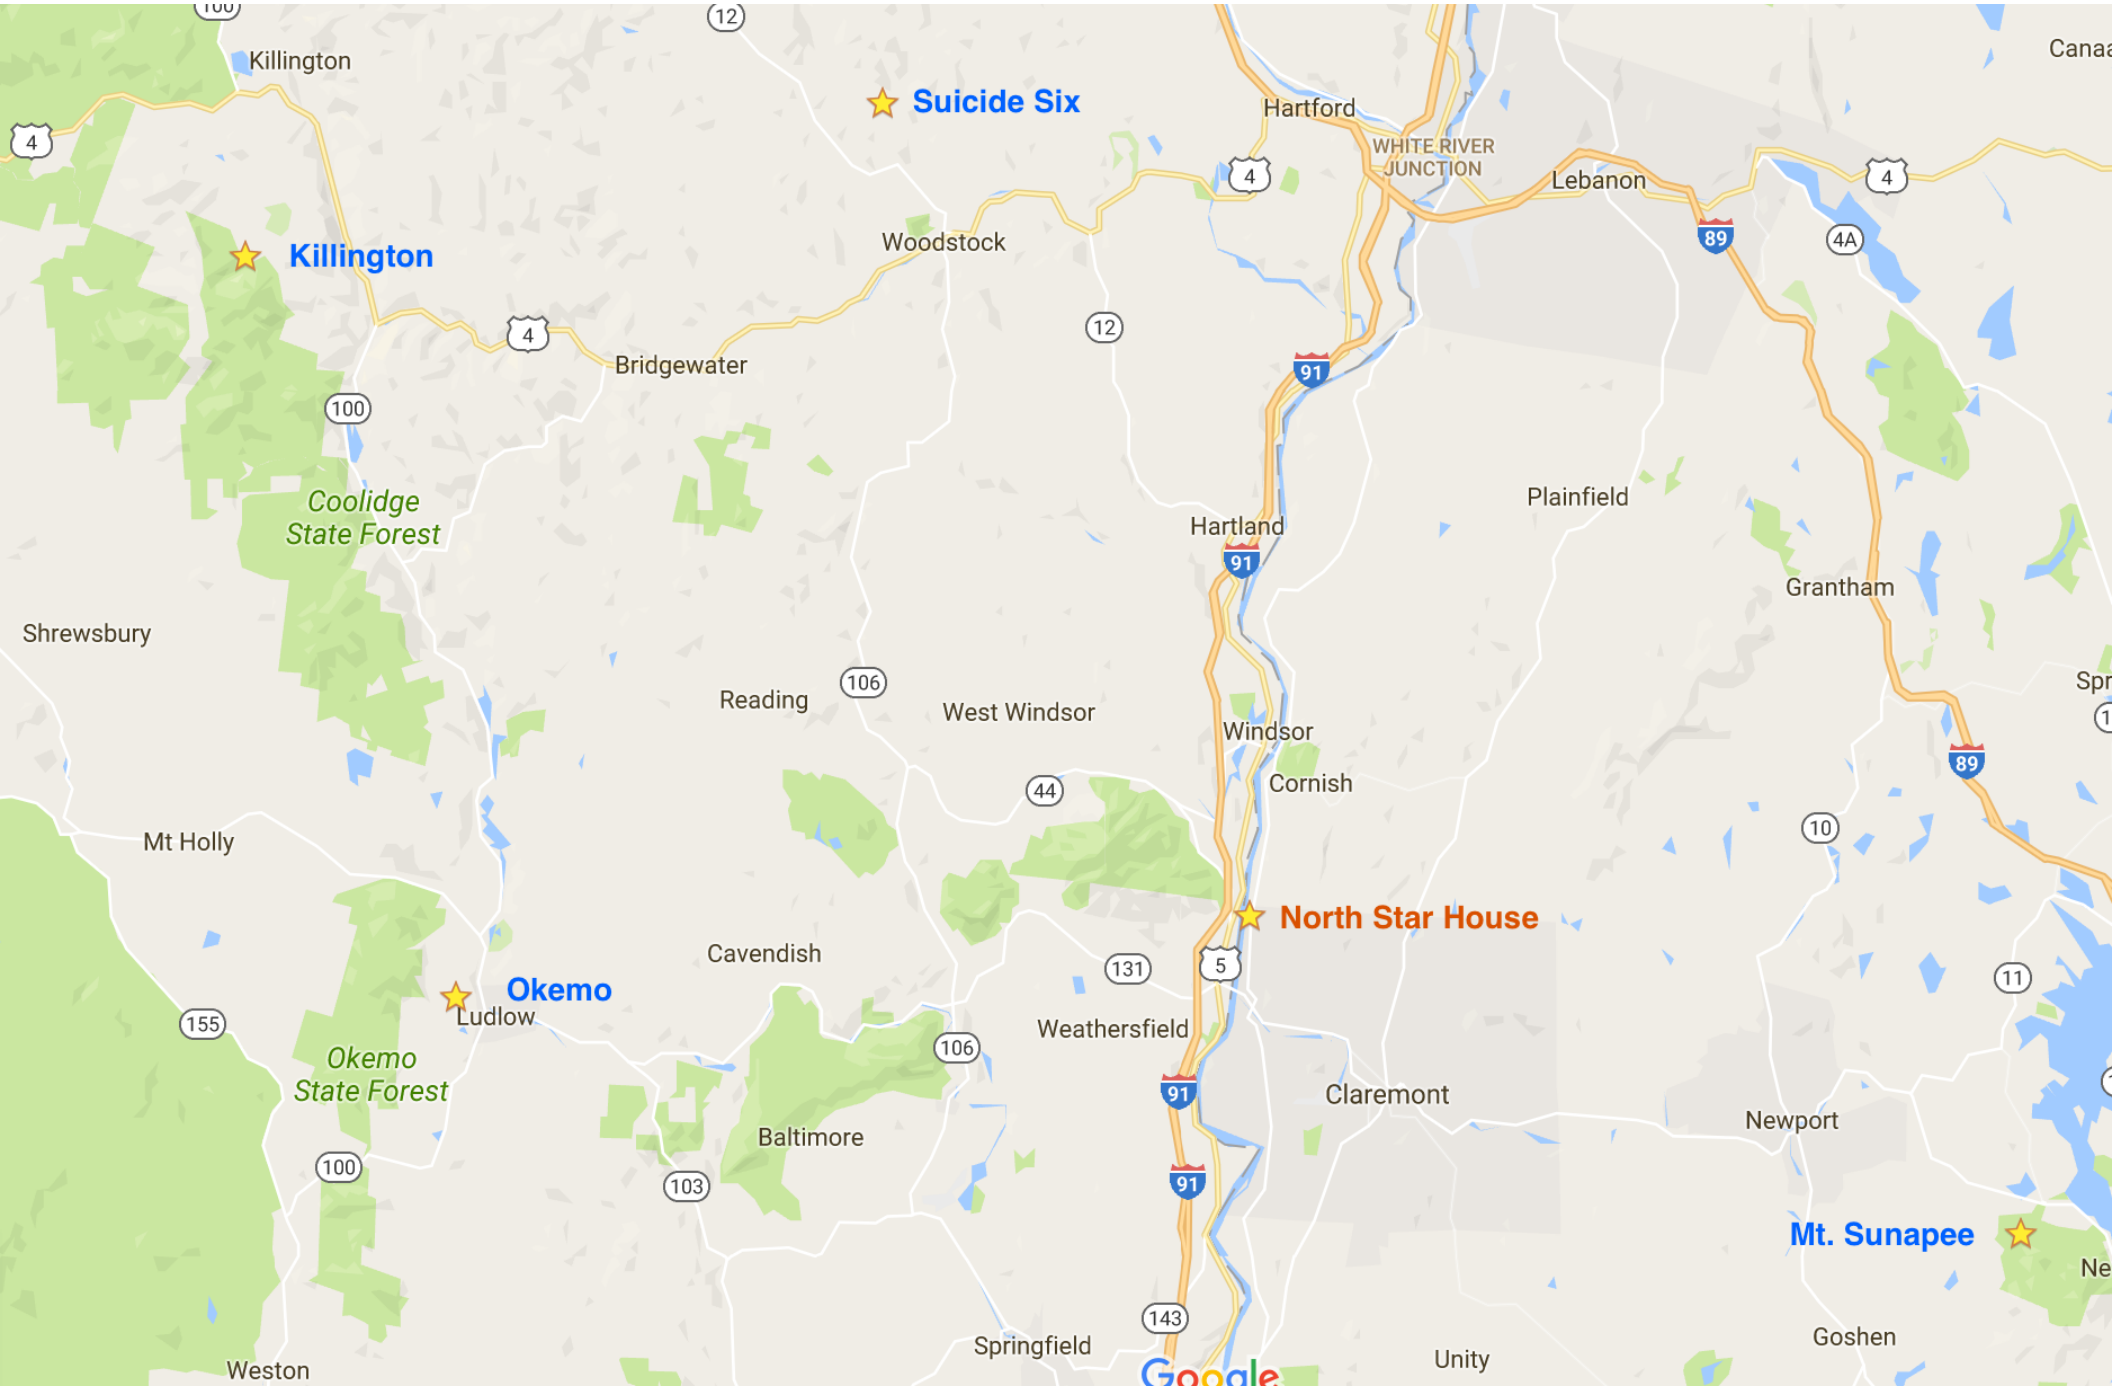 100
Killington
12
Suicide Six
Canaa
Hartford
4
WHITE RIVER
JUNCTION
4
Lebanon
4
Woodstock
89
4A
Killington
4
12
Bridgewater
91
100
Coolidge
State Forest
Plainfield
Hartland
91
Grantham
Shrewsbury
106
Reading
West Windsor
Spr
1
Windsor
89
Cornish
44
10
Mt Holly
North Star House
Cavendish
131
5
11
Okemo
Ludlow
155
Weathersfield
106
Okemo
State Forest
91
Claremont
Newport
Baltimore
100
103
91
Mt. Sunapee
Ne
143
Springfield
Goshen
Unity
Weston
Google